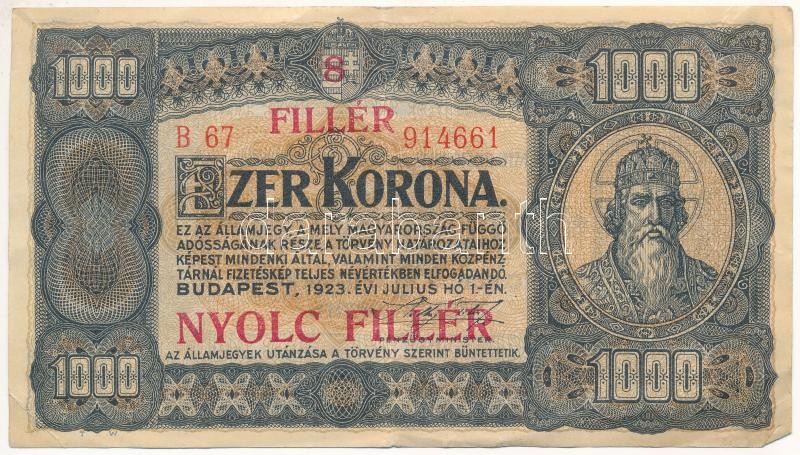 1000 8 1000
FILLÉR
B 67 914661
EZER KORONA.
EZ AZ ÁLLAMJEGY, A MELY MAGYARORSZÁG FÜGGŐ
ADÓSSÁGÁNAK RÉSZE A TÖRVÉNY HATÁROZATAIHOZ
KÉPEST MINDENKI ÁLTAL, VALAMINT MINDEN KÖZPÉNZ
TÁRNÁL FIZETÉSKÉP TELJES NÉVÉRTÉKBEN ELFOGADANDÓ.
BUDAPEST, 1923. ÉVI JULIUS HÓ 1.-ÉN.
NYOLC FILLÉR
PÉNZÜGYMINISTER
AZ ÁLLAMJEGYEK UTÁNZÁSA A TÖRVÉNY SZERINT BÜNTETTETIK.
1000 1000